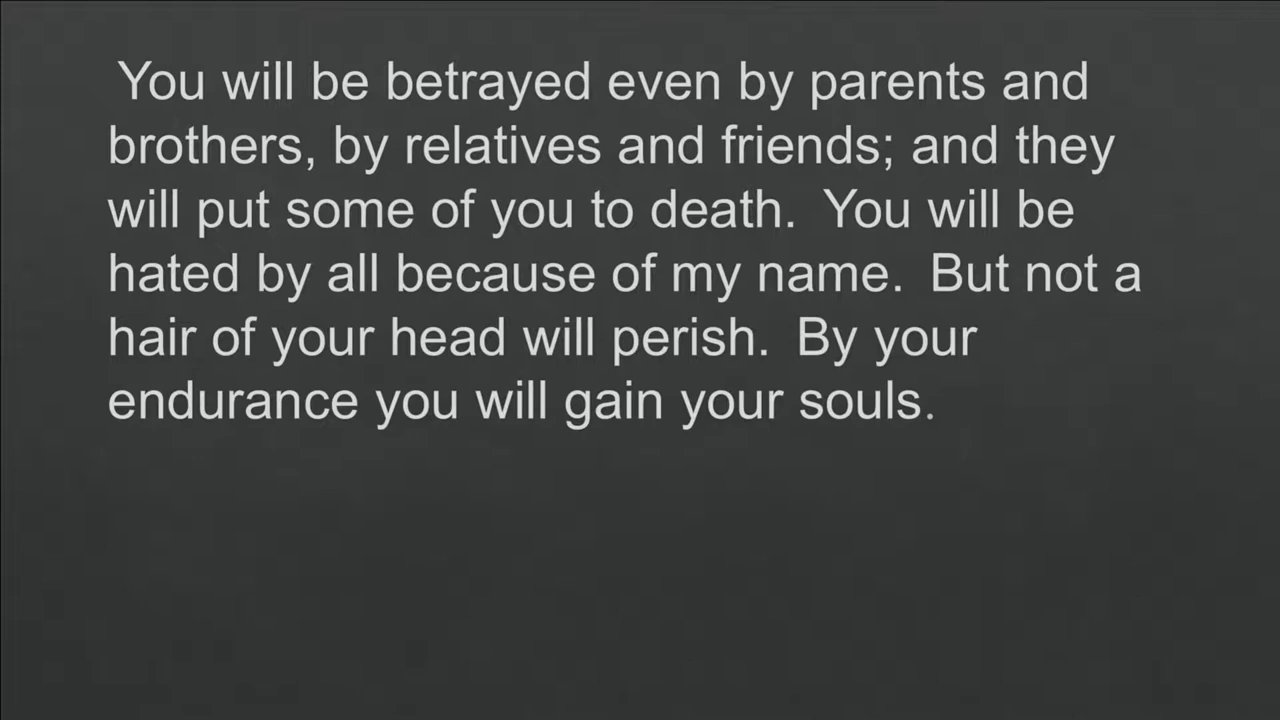 You will be betrayed even by parents and
brothers, by relatives and friends; and they
will put some of you to death.  You will be
hated by all because of my name.  But not a
hair of your head will perish.  By your
endurance you will gain your souls.